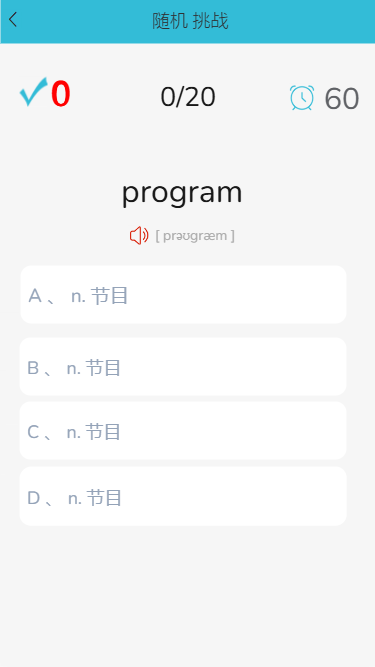 随机 挑战
0 0/20 60
program
[ prəʊgræm ]
A 、 n. 节目
B 、 n. 节目
C 、 n. 节目
D 、 n. 节目